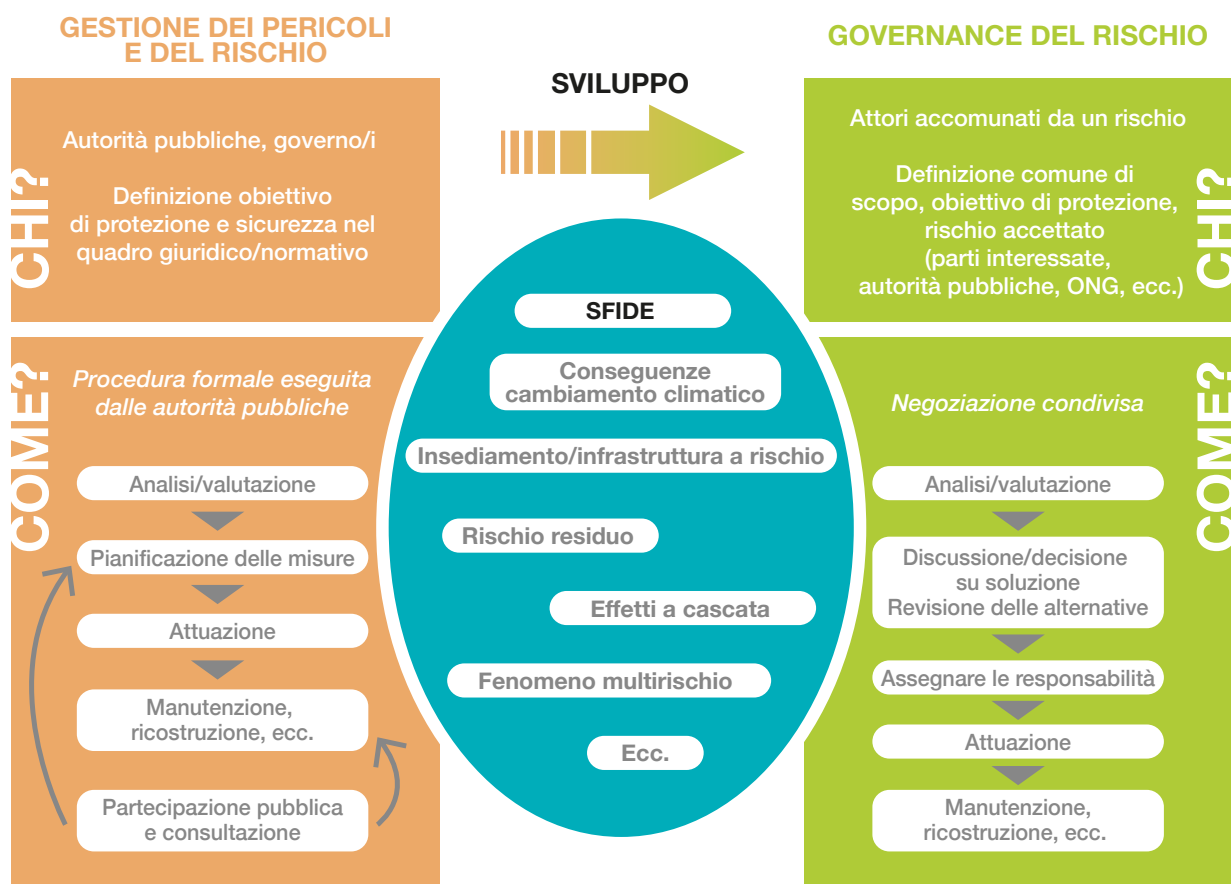 GESTIONE DEI PERICOLI
E DEL RISCHIO
CHI?
Autorità pubbliche, governo/i
Definizione obiettivo
di protezione e sicurezza nel
quadro giuridico/normativo
COME?
Procedura formale eseguita
dalle autorità pubbliche
Analisi/valutazione
Pianificazione delle misure
Attuazione
Manutenzione,
ricostruzione, ecc.
Partecipazione pubblica
e consultazione
SVILUPPO
SFIDE
Conseguenze
cambiamento climatico
Insediamento/infrastruttura a rischio
Rischio residuo
Effetti a cascata
Fenomeno multirischio
Ecc.
GOVERNANCE DEL RISCHIO
CHI?
Attori accomunati da un rischio
Definizione comune di
scopo, obiettivo di protezione,
rischio accettato
(parti interessate,
autorità pubbliche, ONG, ecc.)
COME?
Negoziazione condivisa
Analisi/valutazione
Discussione/decisione
su soluzione
Revisione delle alternative
Assegnare le responsabilità
Attuazione
Manutenzione,
ricostruzione, ecc.